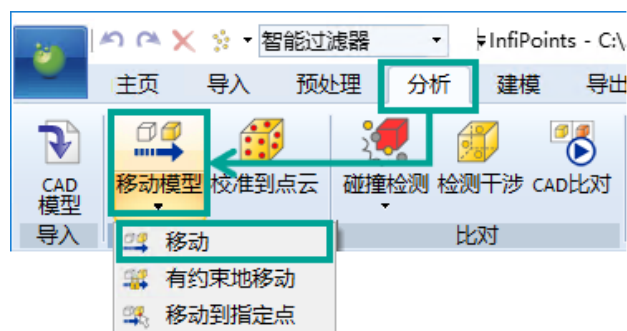 智能过滤器 InfiPoints - C:\
主页 导入 预处理 分析 建模 导出
CAD模型 移动模型 校准到点云 碰撞检测 检测干涉 CAD比对
导入 比对
移动
有约束地移动
移动到指定点